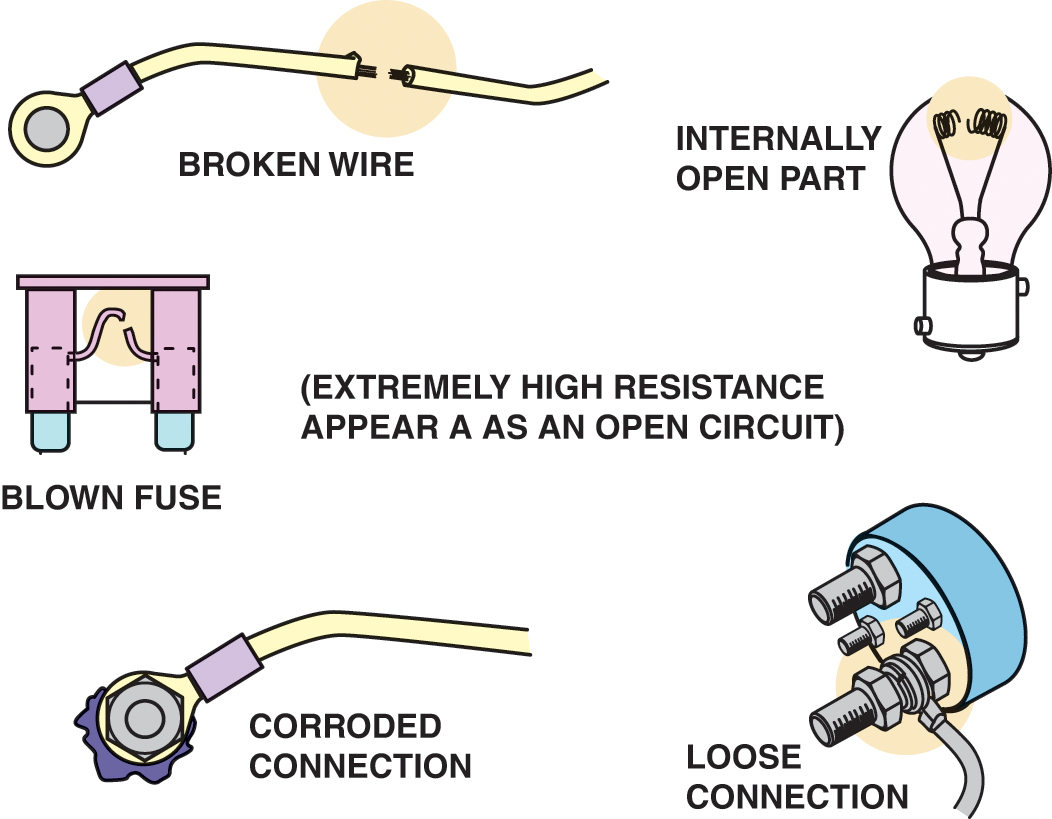 BROKEN WIRE
INTERNALLY
OPEN PART
(EXTREMELY HIGH RESISTANCE
APPEAR A AS AN OPEN CIRCUIT)
BLOWN FUSE
CORRODED
CONNECTION
LOOSE
CONNECTION